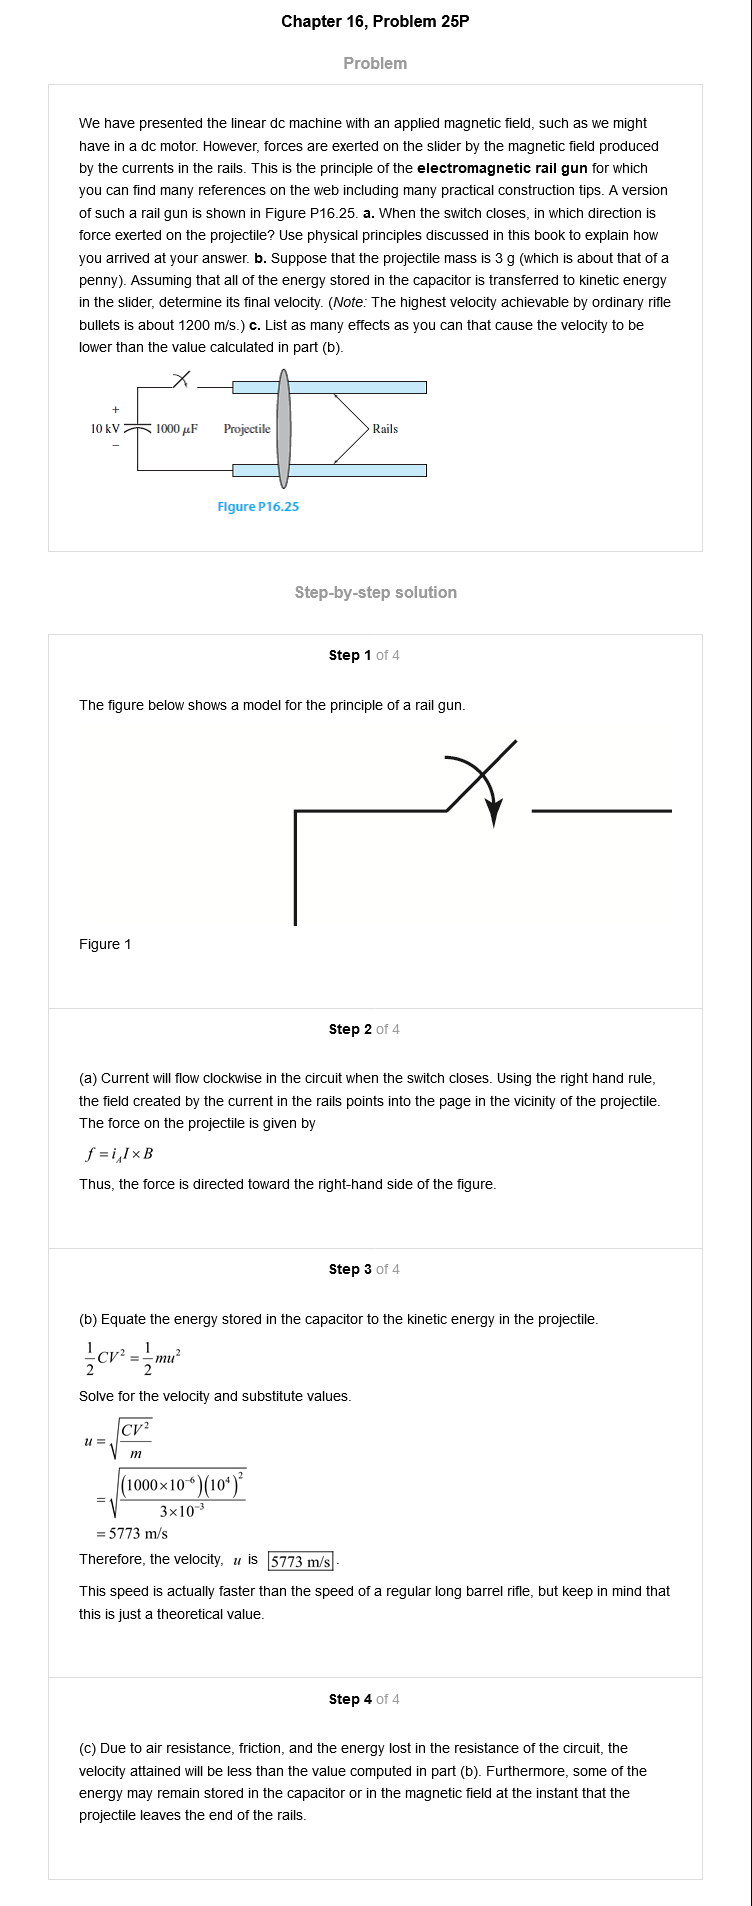 Chapter 16, Problem 25P
Problem
We have presented the linear dc machine with an applied magnetic field, such as we might
have in a dc motor. However, forces are exerted on the slider by the magnetic field produced
by the currents in the rails. This is the principle of the electromagnetic rail gun for which
you can find many references on the web including many practical construction tips. A version
of such a rail gun is shown in Figure P16.25. a. When the switch closes, in which direction is
force exerted on the projectile? Use physical principles discussed in this book to explain how
you arrived at your answer. b. Suppose that the projectile mass is 3 g (which is about that of a
penny). Assuming that all of the energy stored in the capacitor is transferred to kinetic energy
in the slider, determine its final velocity. (Note: The highest velocity achievable by ordinary rifle
bullets is about 1200 m/s.) c. List as many effects as you can that cause the velocity to be
lower than the value calculated in part (b).
+
10 kV 1000 μF Projectile Rails
−
Figure P16.25
Step-by-step solution
Step 1 of 4
The figure below shows a model for the principle of a rail gun.
Figure 1
Step 2 of 4
(a) Current will flow clockwise in the circuit when the switch closes. Using the right hand rule,
the field created by the current in the rails points into the page in the vicinity of the projectile.
The force on the projectile is given by
f = i_A I × B
Thus, the force is directed toward the right-hand side of the figure.
Step 3 of 4
(b) Equate the energy stored in the capacitor to the kinetic energy in the projectile.
1/2 CV² = 1/2 mu²
Solve for the velocity and substitute values.
u = √(CV²/m)
= √((1000×10⁻⁶)(10⁴)²/3×10⁻³)
= 5773 m/s
Therefore, the velocity, u is 5773 m/s.
This speed is actually faster than the speed of a regular long barrel rifle, but keep in mind that
this is just a theoretical value.
Step 4 of 4
(c) Due to air resistance, friction, and the energy lost in the resistance of the circuit, the
velocity attained will be less than the value computed in part (b). Furthermore, some of the
energy may remain stored in the capacitor or in the magnetic field at the instant that the
projectile leaves the end of the rails.